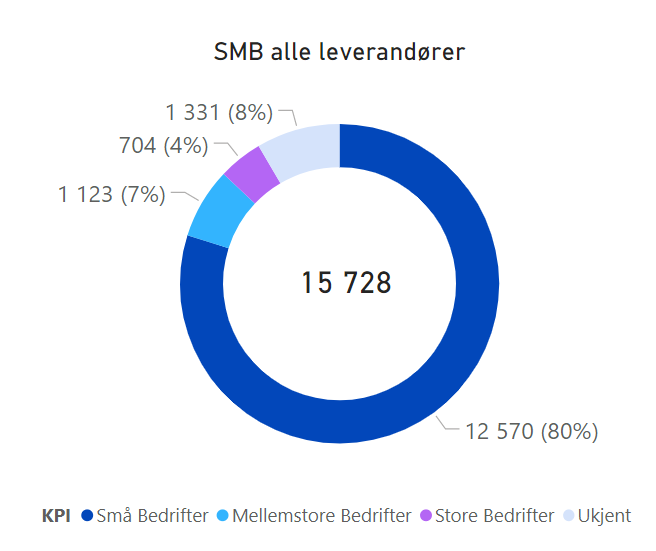 SMB alle leverandører
1 331 (8%)
704 (4%)
1 123 (7%)
15 728
12 570 (80%)
KPI Små Bedrifter Mellemstore Bedrifter Store Bedrifter Ukjent